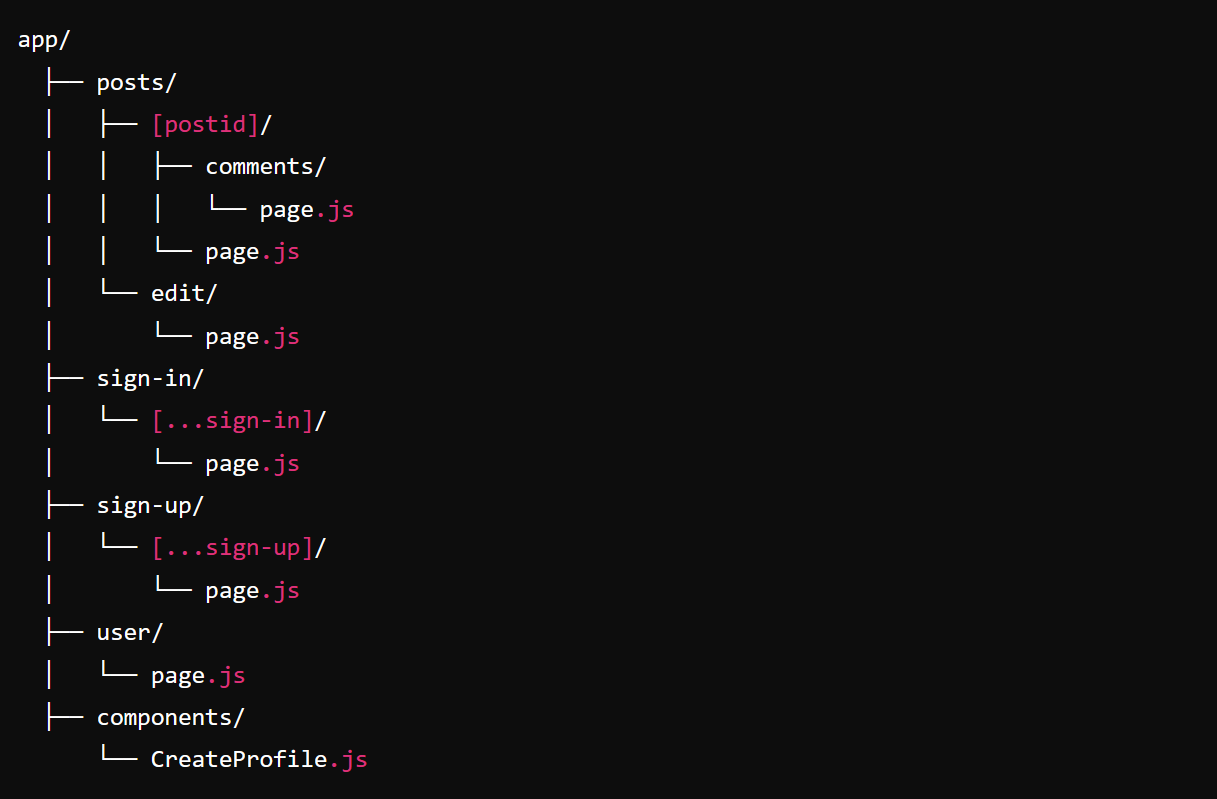 app/
├── posts/
│   ├── [postid]/
│   │   ├── comments/
│   │   │   └── page.js
│   │   └── page.js
│   └── edit/
│       └── page.js
├── sign-in/
│   └── [...sign-in]/
│       └── page.js
├── sign-up/
│   └── [...sign-up]/
│       └── page.js
├── user/
│   └── page.js
├── components/
    └── CreateProfile.js